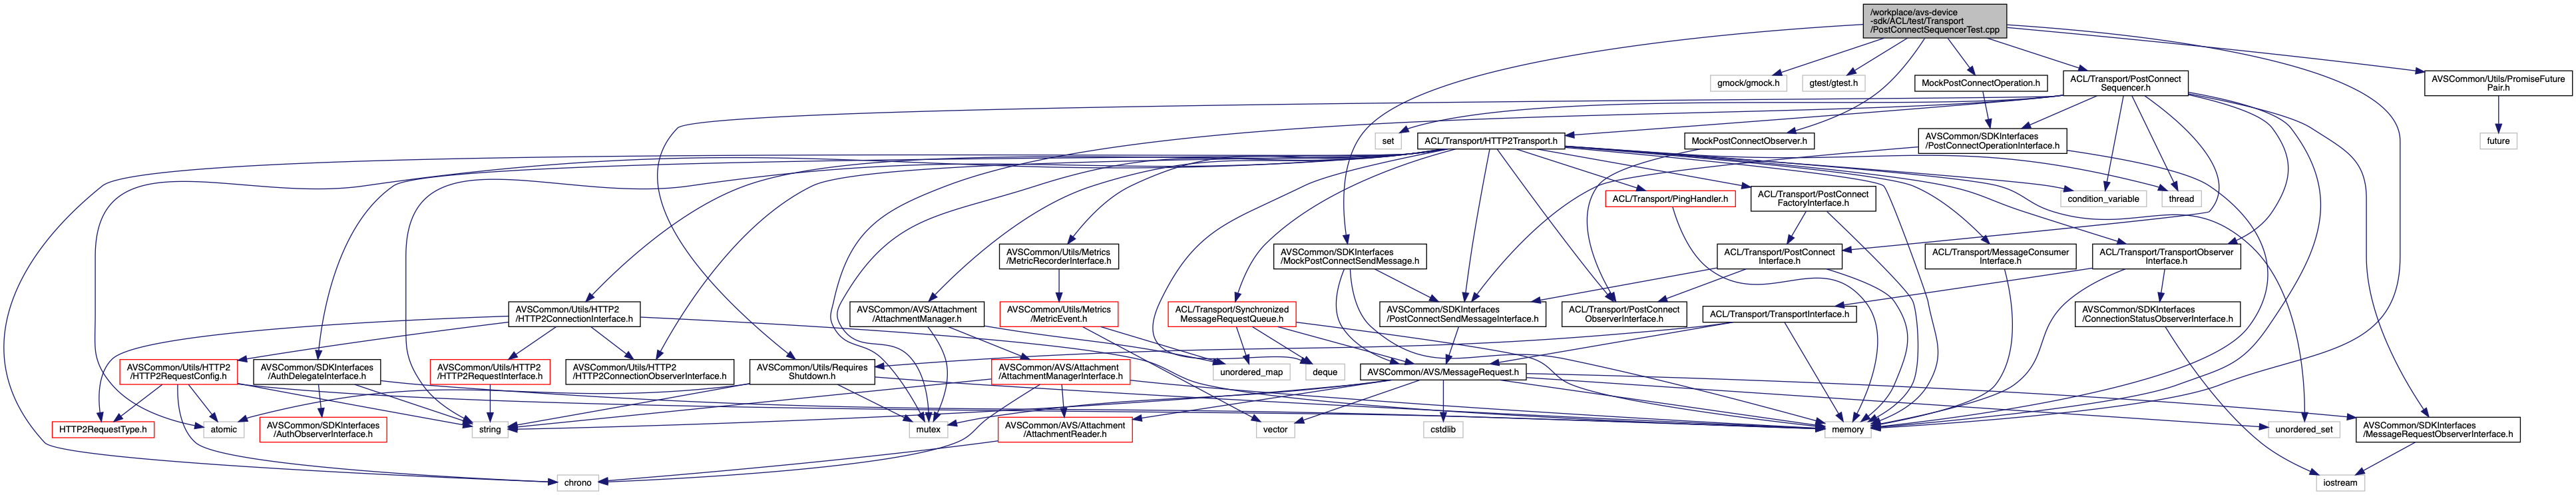 /workplace/avs-device
-sdk/ACL/test/Transport
/PostConnectSequencerTest.cpp
gmock/gmock.h
gtest/gtest.h
MockPostConnectOperation.h
ACL/Transport/PostConnect
Sequencer.h
AVSCommon/Utils/PromiseFuture
Pair.h
set
ACL/Transport/HTTP2Transport.h
MockPostConnectObserver.h
AVSCommon/SDKInterfaces
/PostConnectOperationInterface.h
future
ACL/Transport/PingHandler.h
ACL/Transport/PostConnect
FactoryInterface.h
condition_variable
thread
AVSCommon/Utils/Metrics
/MetricRecorderInterface.h
AVSCommon/SDKInterfaces
/MockPostConnectSendMessage.h
ACL/Transport/PostConnect
Interface.h
ACL/Transport/MessageConsumer
Interface.h
ACL/Transport/TransportObserver
Interface.h
AVSCommon/Utils/HTTP2
/HTTP2ConnectionInterface.h
AVSCommon/AVS/Attachment
/AttachmentManager.h
AVSCommon/Utils/Metrics
/MetricEvent.h
ACL/Transport/Synchronized
MessageRequestQueue.h
AVSCommon/SDKInterfaces
/PostConnectSendMessageInterface.h
ACL/Transport/PostConnect
ObserverInterface.h
ACL/Transport/TransportInterface.h
AVSCommon/SDKInterfaces
/ConnectionStatusObserverInterface.h
AVSCommon/Utils/HTTP2
/HTTP2RequestConfig.h
AVSCommon/SDKInterfaces
/AuthDelegateInterface.h
AVSCommon/Utils/HTTP2
/HTTP2RequestInterface.h
AVSCommon/Utils/HTTP2
/HTTP2ConnectionObserverInterface.h
AVSCommon/Utils/Requires
Shutdown.h
AVSCommon/AVS/Attachment
/AttachmentManagerInterface.h
unordered_map
deque
AVSCommon/AVS/MessageRequest.h
HTTP2RequestType.h
atomic
AVSCommon/SDKInterfaces
/AuthObserverInterface.h
string
mutex
AVSCommon/AVS/Attachment
/AttachmentReader.h
vector
cstdlib
memory
unordered_set
AVSCommon/SDKInterfaces
/MessageRequestObserverInterface.h
chrono
iostream